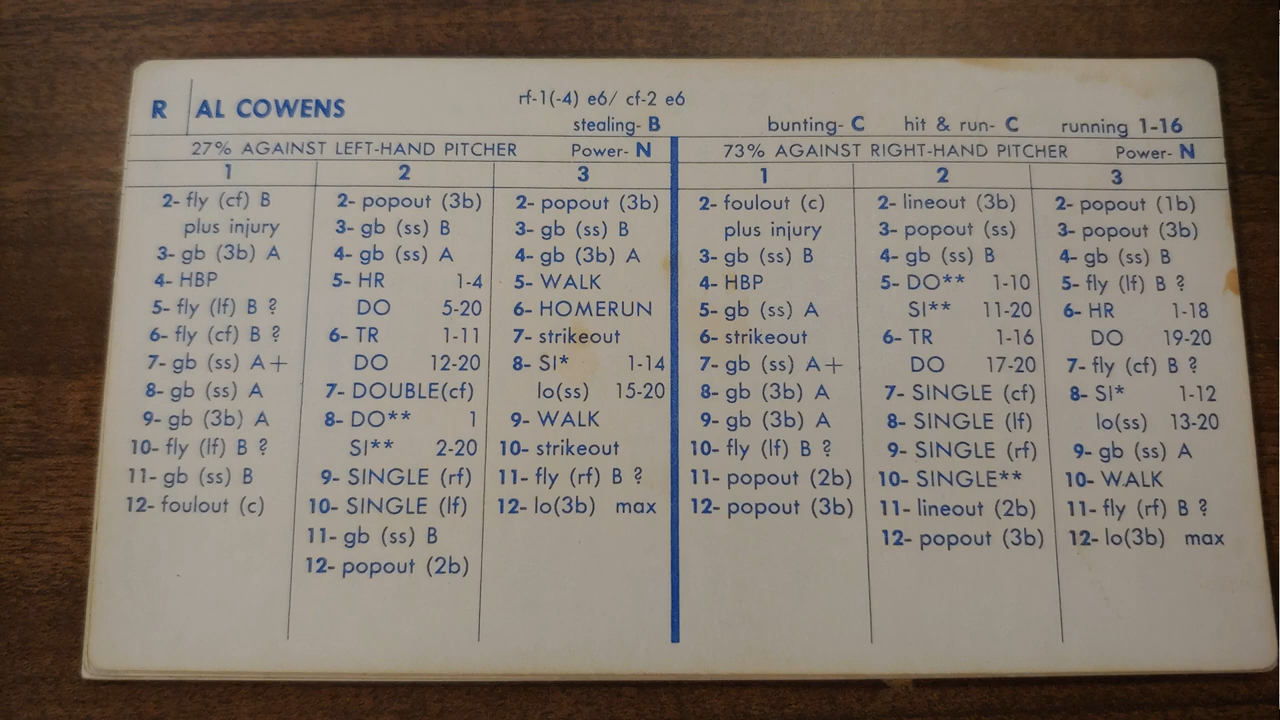 R AL COWENS rf-1(-4) e6/ cf-2 e6
stealing- B bunting- C hit & run- C running 1-16
27% AGAINST LEFT-HAND PITCHER Power- N
1
2- fly (cf) B
plus injury
3- gb (3b) A
4- HBP
5- fly (lf) B ?
6- fly (cf) B ?
7- gb (ss) A+
8- gb (ss) A
9- gb (3b) A
10- fly (lf) B ?
11- gb (ss) B
12- foulout (c)
2
2- popout (3b)
3- gb (ss) B
4- gb (ss) A
5- HR 1-4
DO 5-20
6- TR 1-11
DO 12-20
7- DOUBLE(cf)
8- DO** 1
SI** 2-20
9- SINGLE (rf)
10- SINGLE (lf)
11- gb (ss) B
12- popout (2b)
3
2- popout (3b)
3- gb (ss) B
4- gb (3b) A
5- WALK
6- HOMERUN
7- strikeout
8- SI* 1-14
lo(ss) 15-20
9- WALK
10- strikeout
11- fly (rf) B ?
12- lo(3b) max
73% AGAINST RIGHT-HAND PITCHER Power- N
1
2- foulout (c)
plus injury
3- gb (ss) B
4- HBP
5- gb (ss) A
6- strikeout
7- gb (ss) A+
8- gb (3b) A
9- gb (3b) A
10- fly (lf) B ?
11- popout (2b)
12- popout (3b)
2
2- lineout (3b)
3- popout (ss)
4- gb (ss) B
5- DO** 1-10
SI** 11-20
6- TR 1-16
DO 17-20
7- SINGLE (cf)
8- SINGLE (lf)
9- SINGLE (rf)
10- SINGLE**
11- lineout (2b)
12- popout (3b)
3
2- popout (1b)
3- popout (3b)
4- gb (ss) B
5- fly (lf) B ?
6- HR 1-18
DO 19-20
7- fly (cf) B ?
8- SI* 1-12
lo(ss) 13-20
9- gb (ss) A
10- WALK
11- fly (rf) B ?
12- lo(3b) max